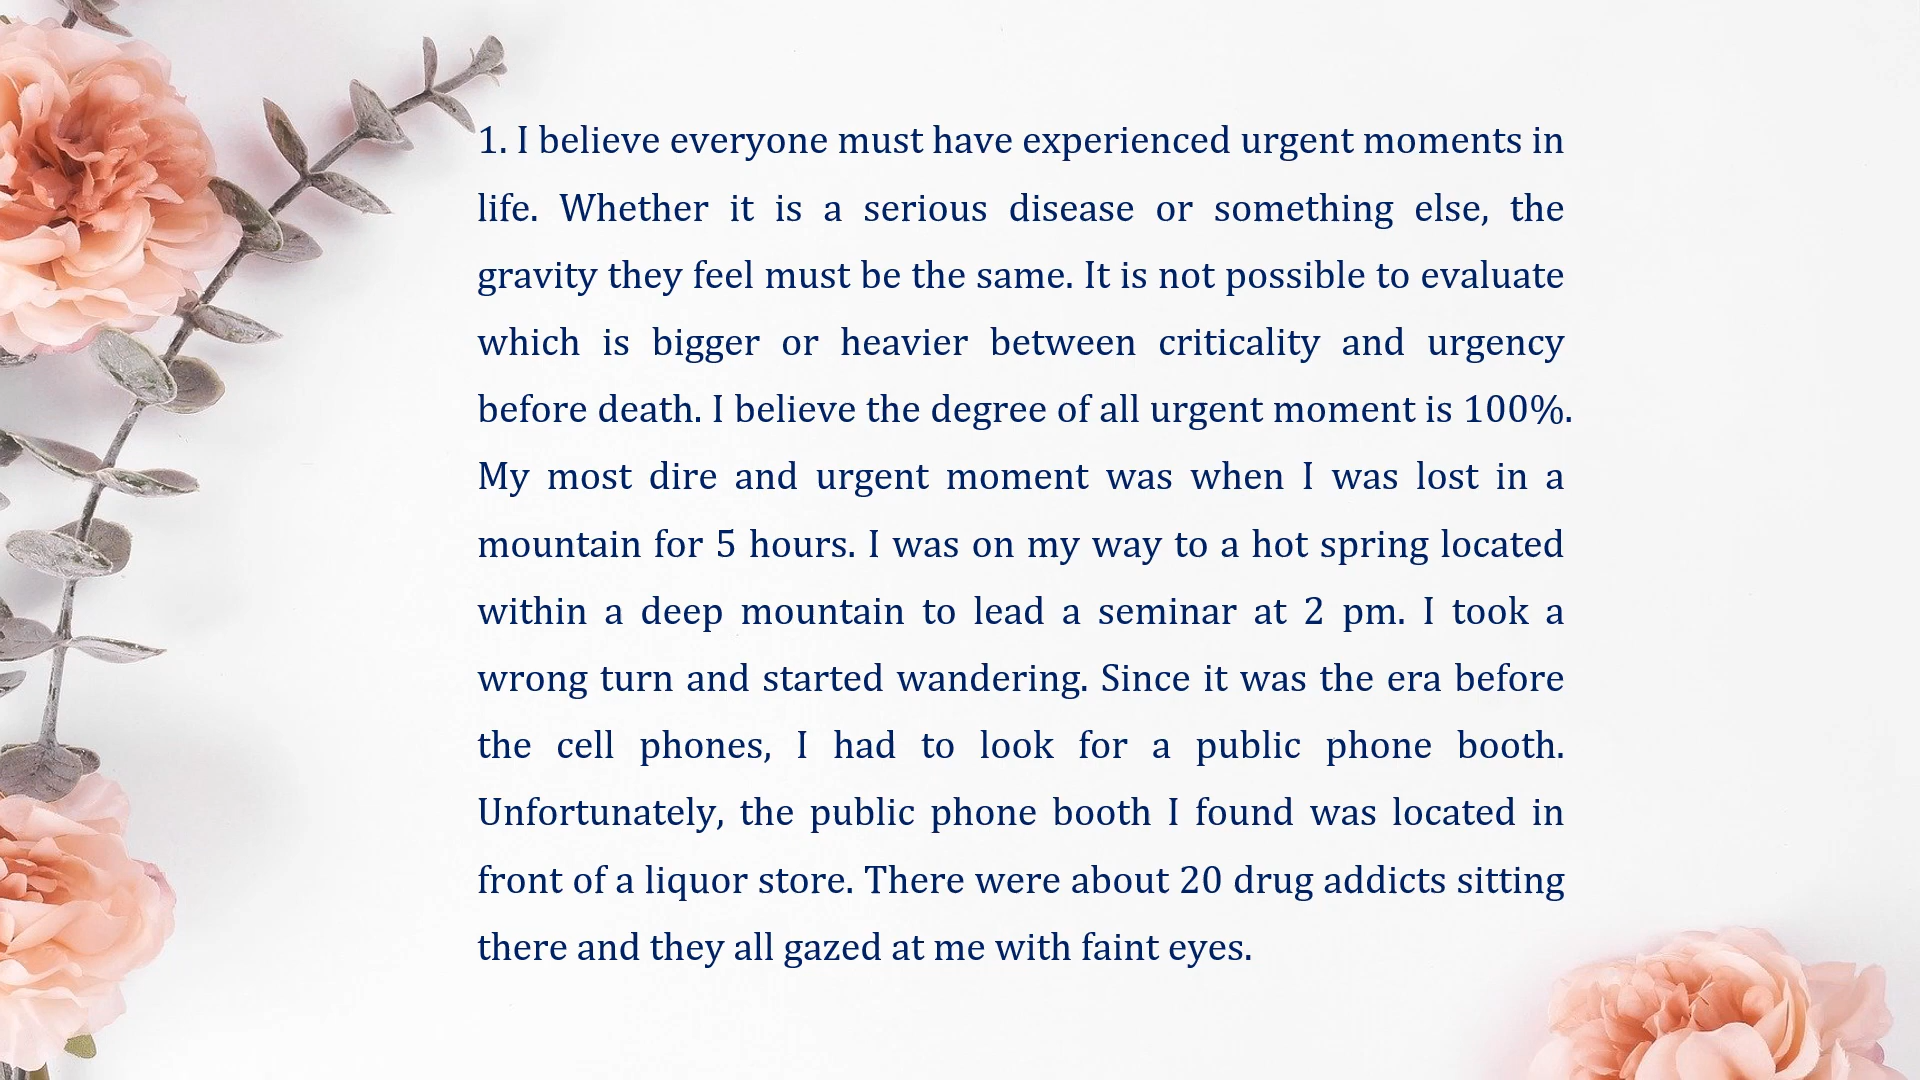 1. I believe everyone must have experienced urgent moments in
life. Whether it is a serious disease or something else, the
gravity they feel must be the same. It is not possible to evaluate
which is bigger or heavier between criticality and urgency
before death. I believe the degree of all urgent moment is 100%.
My most dire and urgent moment was when I was lost in a
mountain for 5 hours. I was on my way to a hot spring located
within a deep mountain to lead a seminar at 2 pm. I took a
wrong turn and started wandering. Since it was the era before
the cell phones, I had to look for a public phone booth.
Unfortunately, the public phone booth I found was located in
front of a liquor store. There were about 20 drug addicts sitting
there and they all gazed at me with faint eyes.